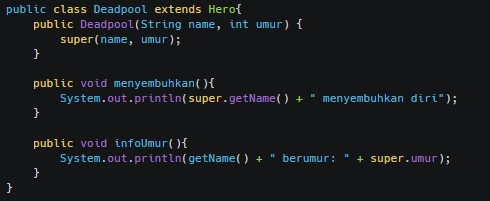 public class Deadpool extends Hero{
    public Deadpool(String name, int umur) {
        super(name, umur);
    }

    public void menyembuhkan(){
        System.out.println(super.getName() + " menyembuhkan diri");
    }

    public void infoUmur(){
        System.out.println(getName() + " berumur: " + super.umur);
    }
}